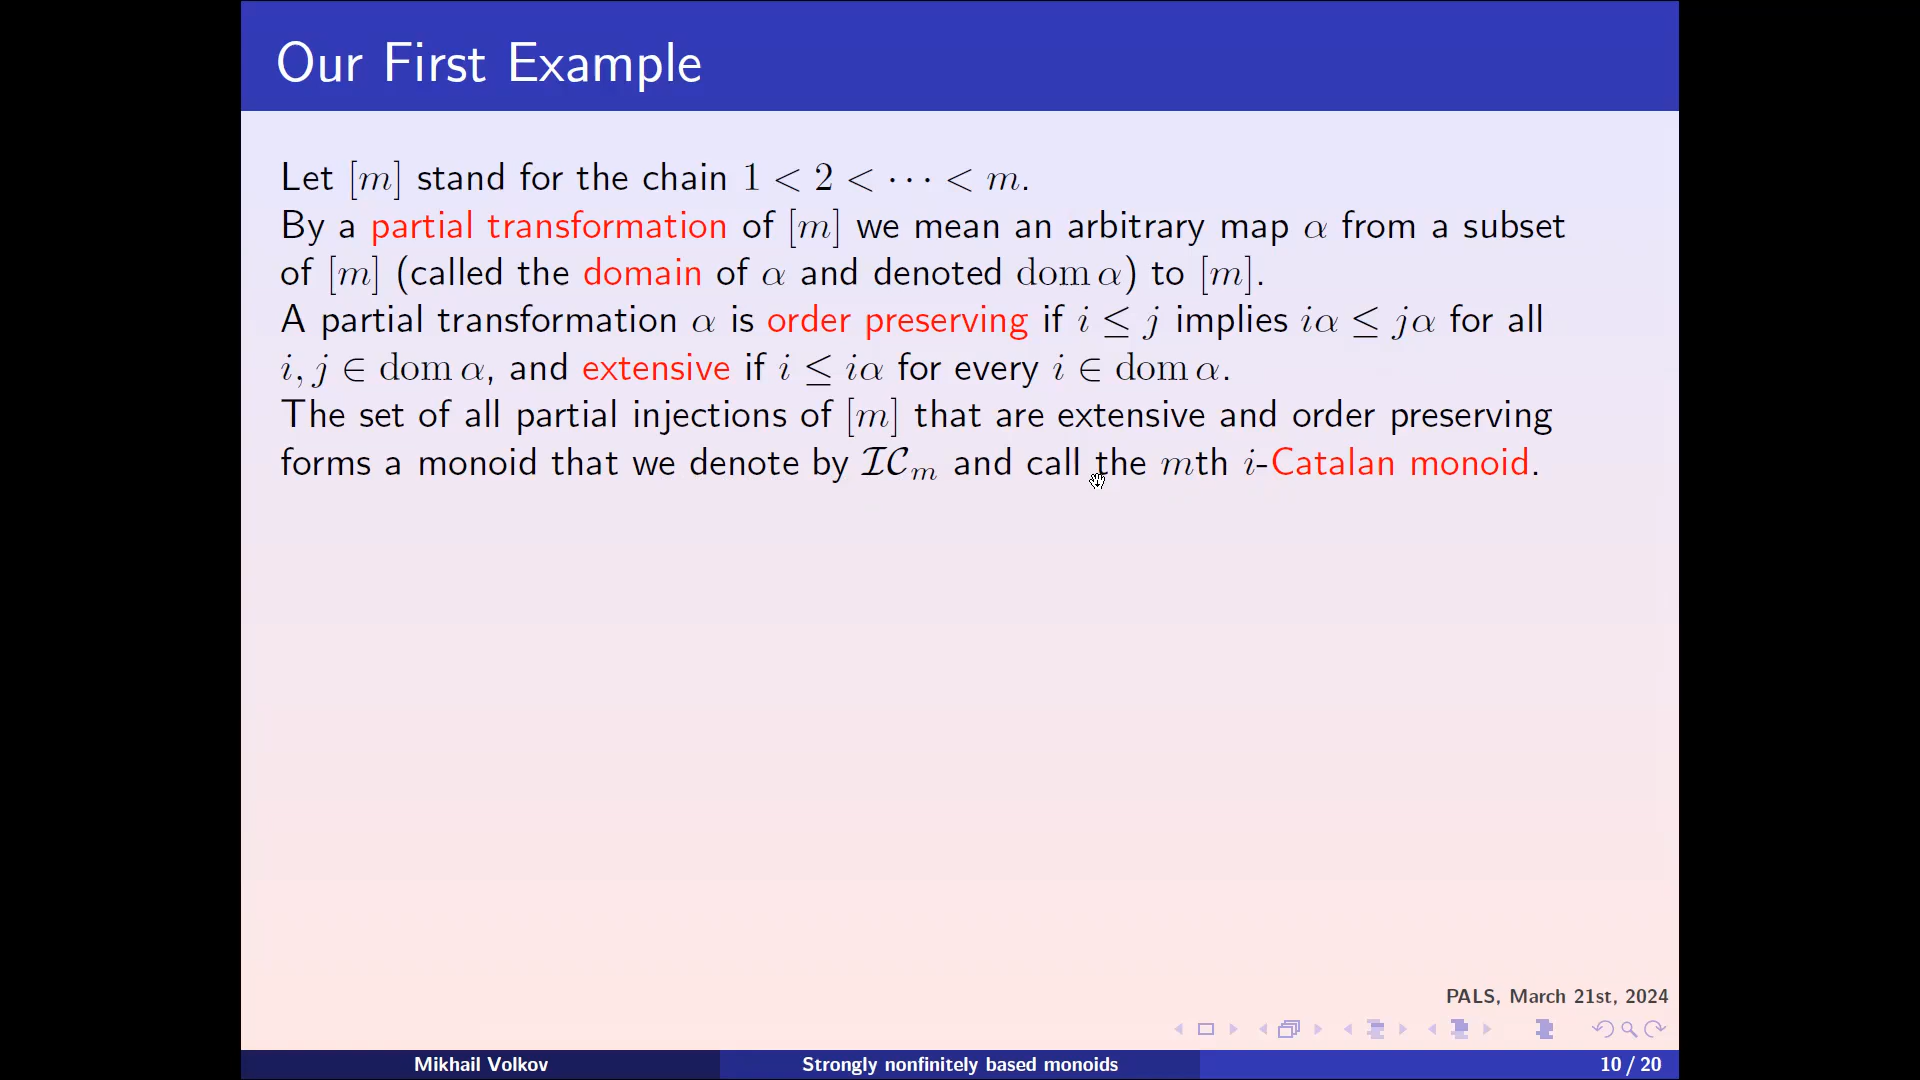 Our First Example
Let [m] stand for the chain 1 < 2 < ⋯ < m.
By a partial transformation of [m] we mean an arbitrary map α from a subset
of [m] (called the domain of α and denoted dom α) to [m].
A partial transformation α is order preserving if i ≤ j implies iα ≤ jα for all
i, j ∈ dom α, and extensive if i ≤ iα for every i ∈ dom α.
The set of all partial injections of [m] that are extensive and order preserving
forms a monoid that we denote by 𝓘𝓒ₘ and call the mth i-Catalan monoid.
PALS, March 21st, 2024
Mikhail Volkov Strongly nonfinitely based monoids 10 / 20